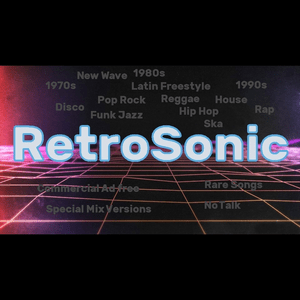 New Wave 1980s
1970s Latin Freestyle 1990s
Pop Rock Reggae House
Disco Hip Hop Rap
Funk Jazz Ska
RetroSonic
Commercial Ad free Rare Songs
Special Mix Versions No Talk